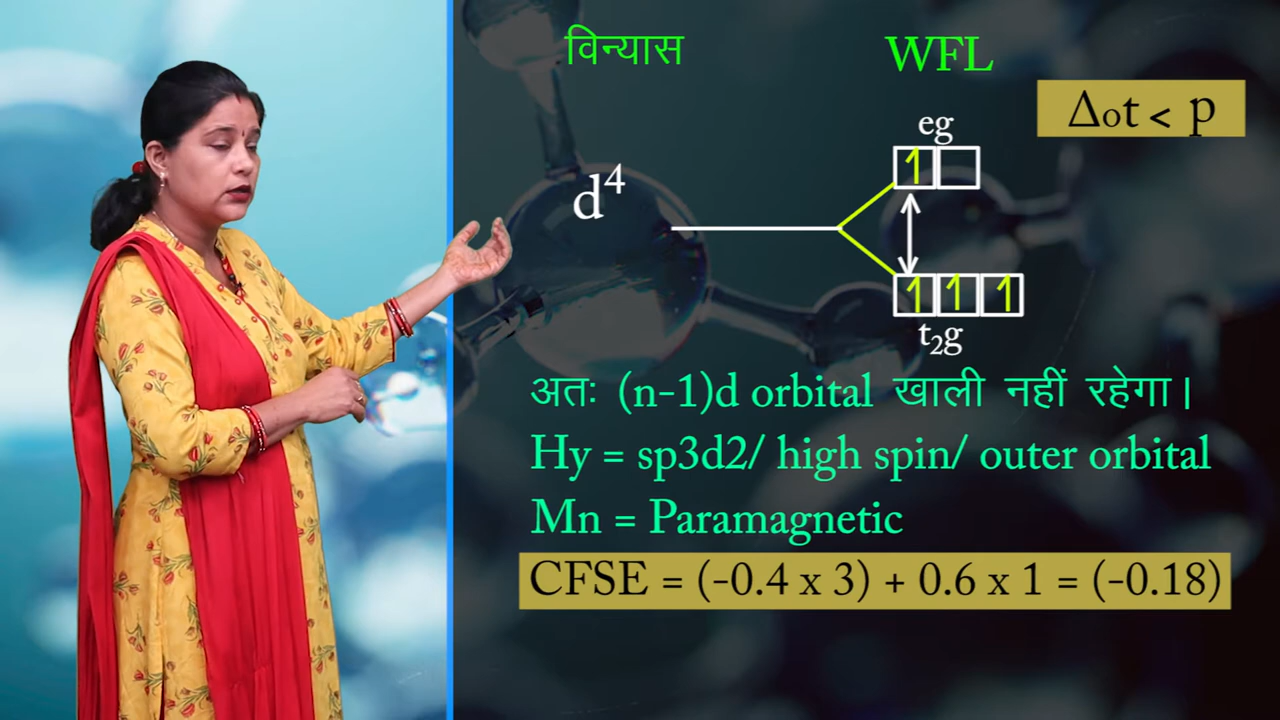 विन्यास WFL
Δot < p
eg
1
d⁴
1 1 1
t₂g
अतः (n-1)d orbital खाली नहीं रहेगा।
Hy = sp3d2/ high spin/ outer orbital
Mn = Paramagnetic
CFSE = (-0.4 x 3) + 0.6 x 1 = (-0.18)